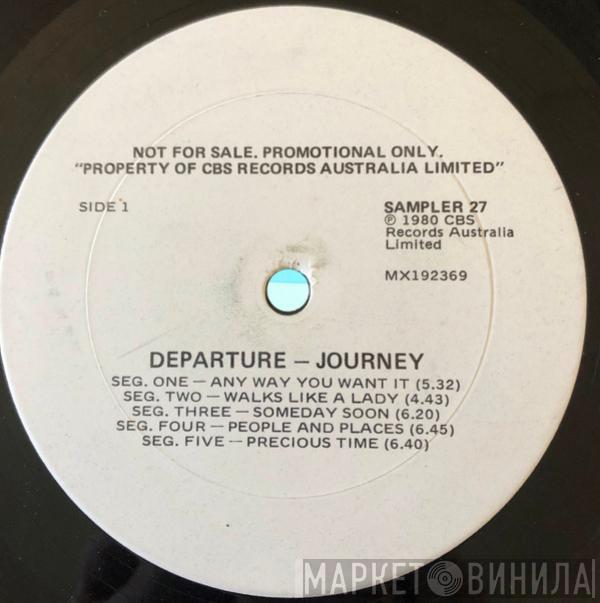 NOT FOR SALE. PROMOTIONAL ONLY.
"PROPERTY OF CBS RECORDS AUSTRALIA LIMITED"
SIDE 1
SAMPLER 27
℗ 1980 CBS
Records Australia
Limited
MX192369
DEPARTURE — JOURNEY
SEG. ONE — ANY WAY YOU WANT IT (5.32)
SEG. TWO — WALKS LIKE A LADY (4.43)
SEG. THREE — SOMEDAY SOON (6.20)
SEG. FOUR — PEOPLE AND PLACES (6.45)
SEG. FIVE — PRECIOUS TIME (6.40)
МАРКЕТ ВИНИЛА